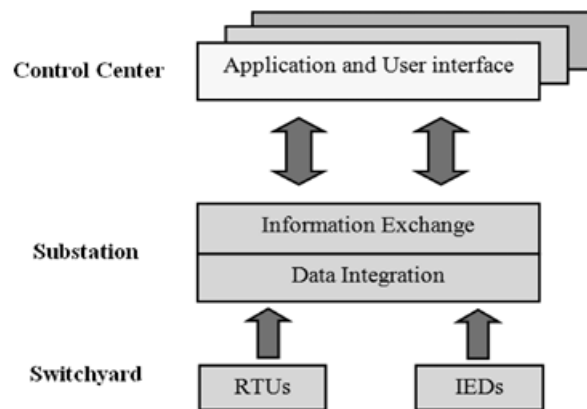 Control Center
Application and User interface
Substation
Information Exchange
Data Integration
Switchyard
RTUs
IEDs